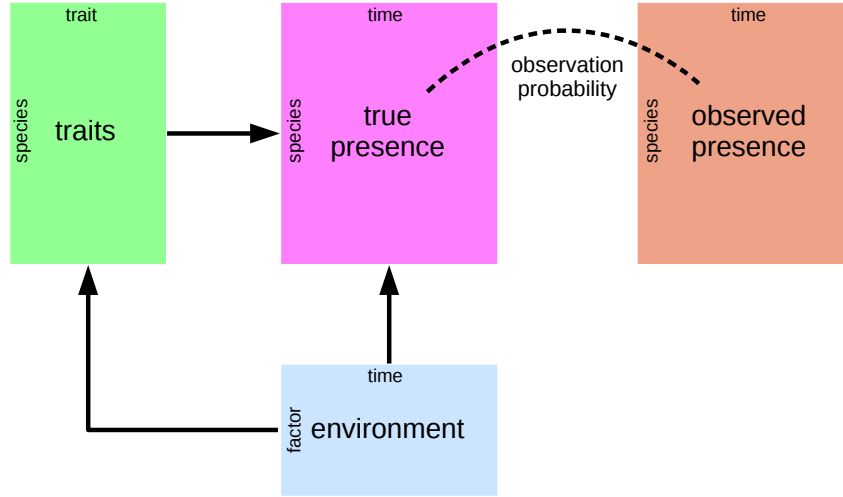 trait
species
traits
time
species
true
presence
observation
probability
time
species
observed
presence
time
factor
environment